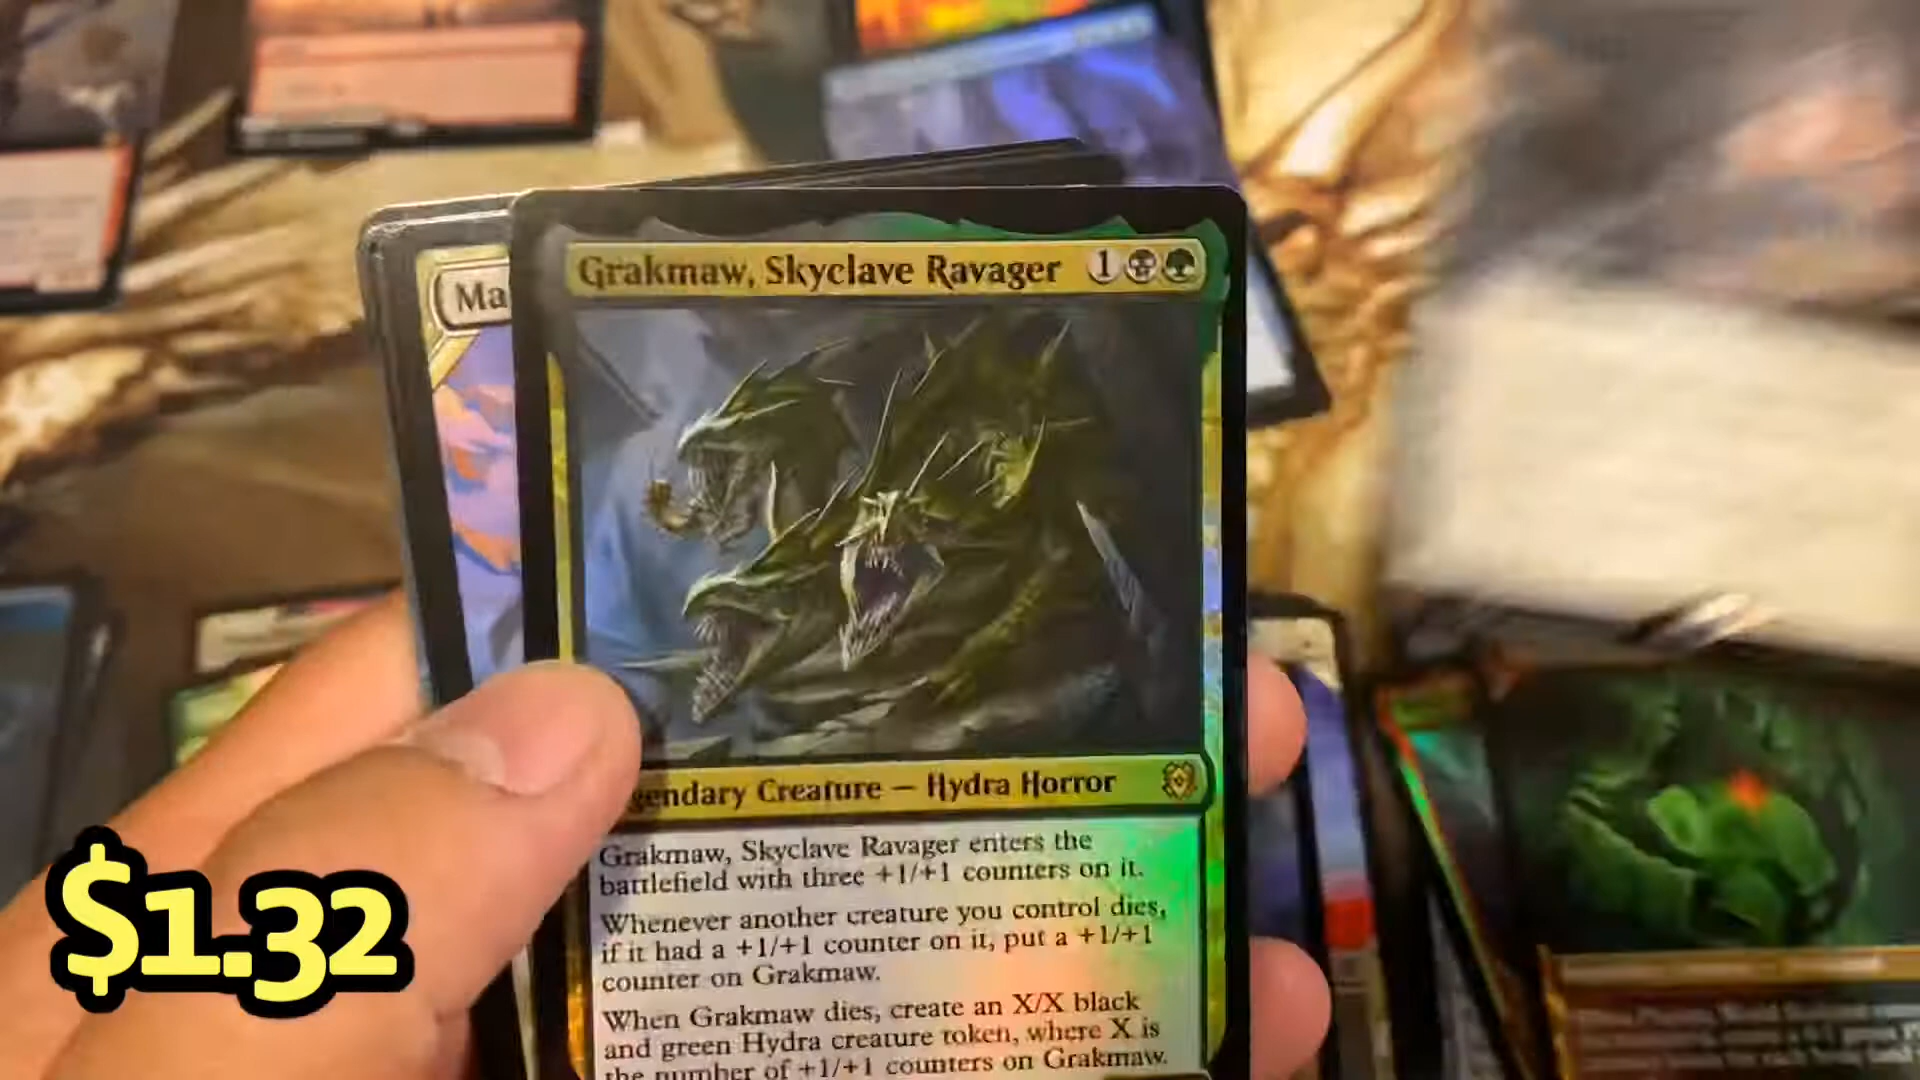 Grakmaw, Skyclave Ravager 1
Ma
gendary Creature — Hydra Horror
Grakmaw, Skyclave Ravager enters the
battlefield with three +1/+1 counters on it.
Whenever another creature you control dies,
if it had a +1/+1 counter on it, put a +1/+1
counter on Grakmaw.
When Grakmaw dies, create an X/X black
and green Hydra creature token, where X is
the number of +1/+1 counters on Grakmaw.
$1.32